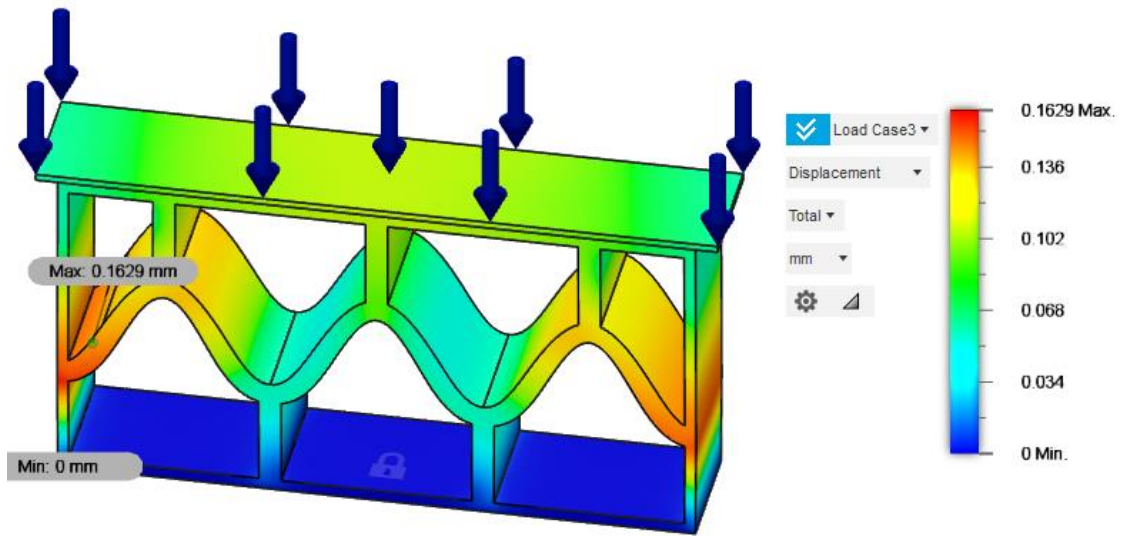 Max: 0.1629 mm
Min: 0 mm
Load Case3
Displacement
Total
mm
0.1629 Max.
0.136
0.102
0.068
0.034
0 Min.